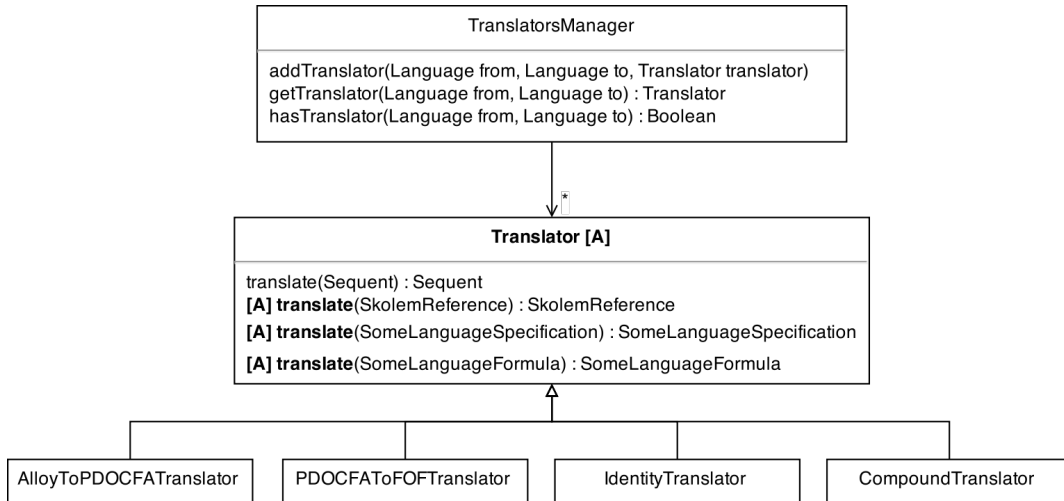 TranslatorsManager
addTranslator(Language from, Language to, Translator translator)
getTranslator(Language from, Language to) : Translator
hasTranslator(Language from, Language to) : Boolean
*
Translator [A]
translate(Sequent) : Sequent
[A] translate(SkolemReference) : SkolemReference
[A] translate(SomeLanguageSpecification) : SomeLanguageSpecification
[A] translate(SomeLanguageFormula) : SomeLanguageFormula
AlloyToPDOCFATranslator
PDOCFAToFOFTranslator
IdentityTranslator
CompoundTranslator